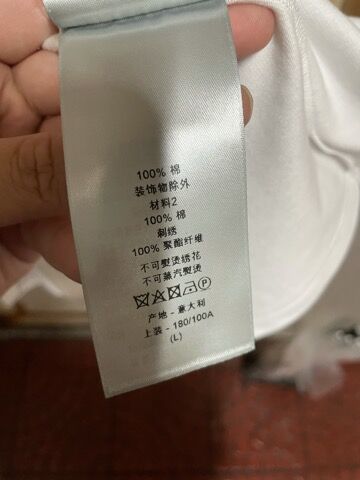 100% 棉
装饰物除外
材料2
100% 棉
刺绣
100% 聚酯纤维
不可熨烫绣花
不可蒸汽熨烫
产地 - 意大利
上装 - 180/100A
(L)